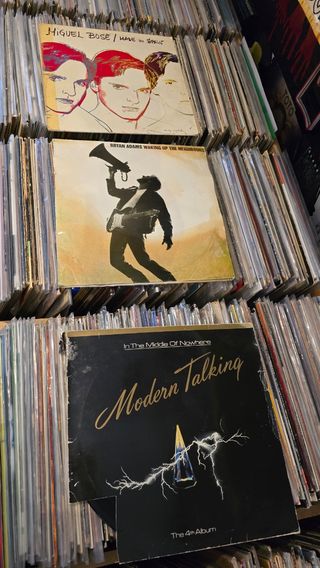 MIGUEL BOSÉ / MADE IN SPAIN
BRYAN ADAMS WAKING UP THE NEIGHBOURS
In The Middle Of Nowhere
Modern Talking
The 4th Album